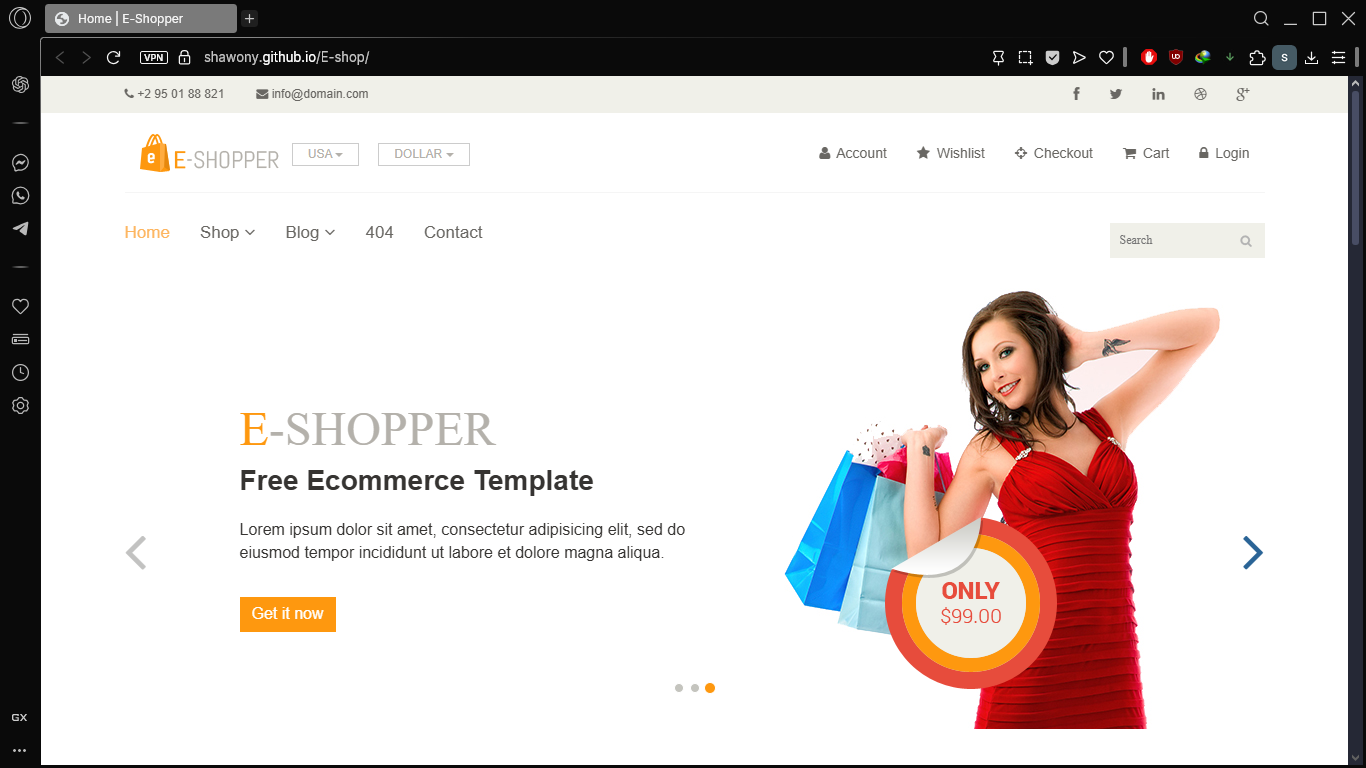 Home | E-Shopper
VPN
shawony.github.io/E-shop/
S
+2 95 01 88 821
info@domain.com
e E-SHOPPER
USA
DOLLAR
Account
Wishlist
Checkout
Cart
Login
Home
Shop
Blog
404
Contact
Search
E-SHOPPER
Free Ecommerce Template
Lorem ipsum dolor sit amet, consectetur adipisicing elit, sed do
eiusmod tempor incididunt ut labore et dolore magna aliqua.
Get it now
ONLY
$99.00
GX